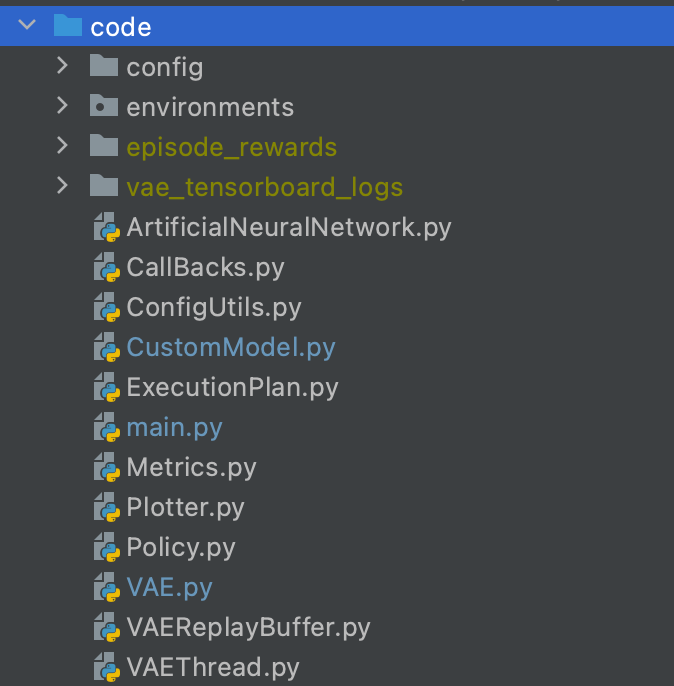 code
config
environments
episode_rewards
vae_tensorboard_logs
ArtificialNeuralNetwork.py
CallBacks.py
ConfigUtils.py
CustomModel.py
ExecutionPlan.py
main.py
Metrics.py
Plotter.py
Policy.py
VAE.py
VAEReplayBuffer.py
VAEThread.py